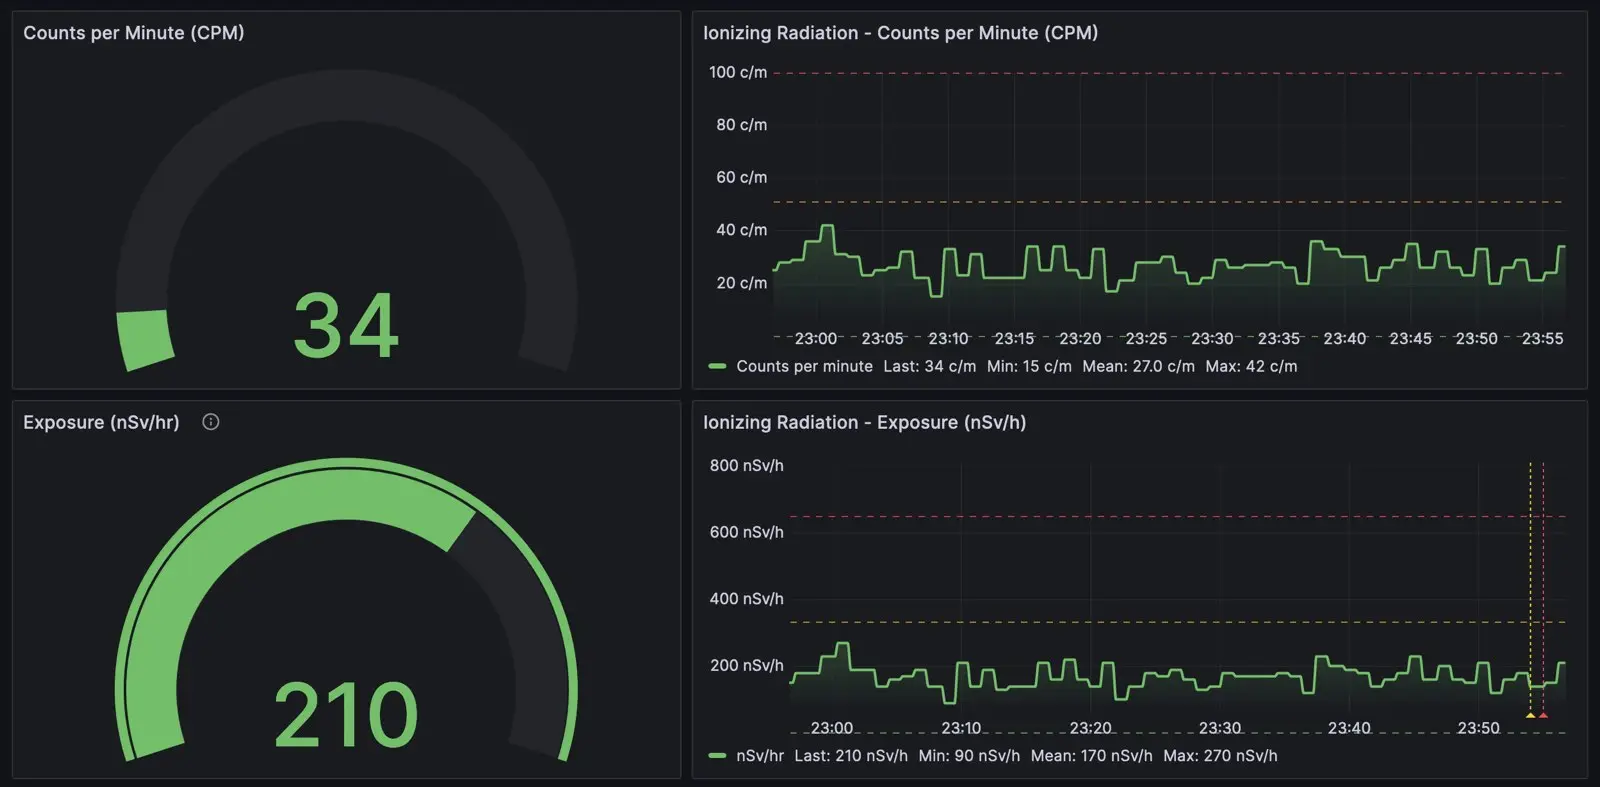 Counts per Minute (CPM)
34
Ionizing Radiation - Counts per Minute (CPM)
100 c/m
80 c/m
60 c/m
40 c/m
20 c/m
23:00 23:05 23:10 23:15 23:20 23:25 23:30 23:35 23:40 23:45 23:50 23:55
Counts per minute Last: 34 c/m Min: 15 c/m Mean: 27.0 c/m Max: 42 c/m
Exposure (nSv/hr)
210
Ionizing Radiation - Exposure (nSv/h)
800 nSv/h
600 nSv/h
400 nSv/h
200 nSv/h
23:00 23:10 23:20 23:30 23:40 23:50
nSv/hr Last: 210 nSv/h Min: 90 nSv/h Mean: 170 nSv/h Max: 270 nSv/h